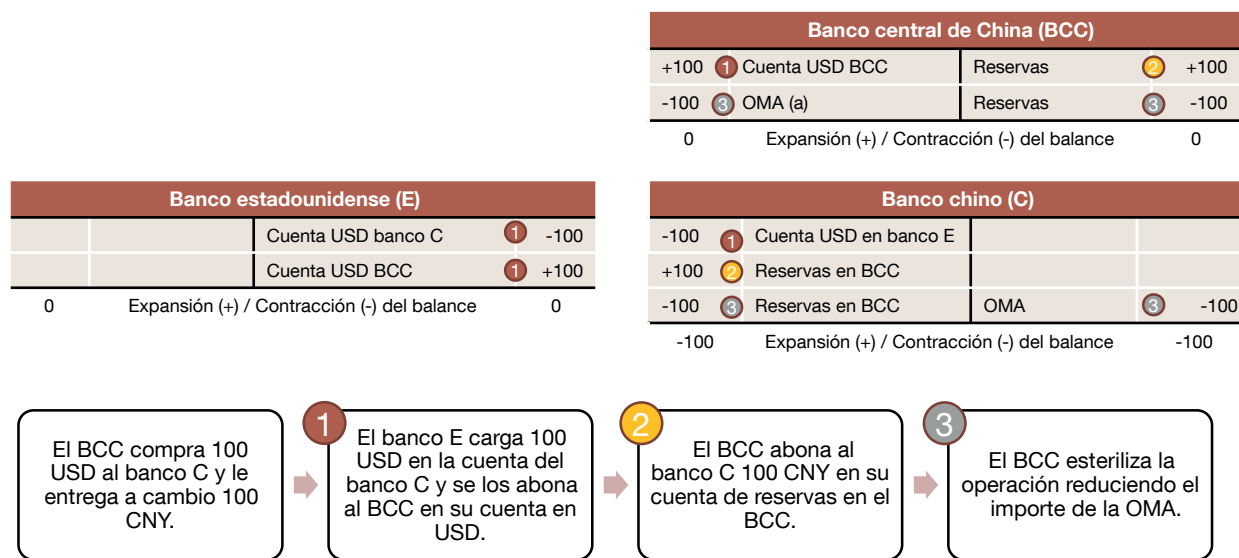 Banco central de China (BCC)
+100 1 Cuenta USD BCC Reservas 2 +100
-100 3 OMA (a) Reservas 3 -100
0 Expansión (+) / Contracción (-) del balance 0
Banco estadounidense (E)
Cuenta USD banco C 1 -100
Cuenta USD BCC 1 +100
0 Expansión (+) / Contracción (-) del balance 0
Banco chino (C)
-100 1 Cuenta USD en banco E
+100 2 Reservas en BCC
-100 3 Reservas en BCC OMA 3 -100
-100 Expansión (+) / Contracción (-) del balance -100
El BCC compra 100
USD al banco C y le
entrega a cambio 100
CNY.
1
El banco E carga 100
USD en la cuenta del
banco C y se los abona
al BCC en su cuenta en
USD.
2
El BCC abona al
banco C 100 CNY en su
cuenta de reservas en el
BCC.
3
El BCC esteriliza la
operación reduciendo el
importe de la OMA.